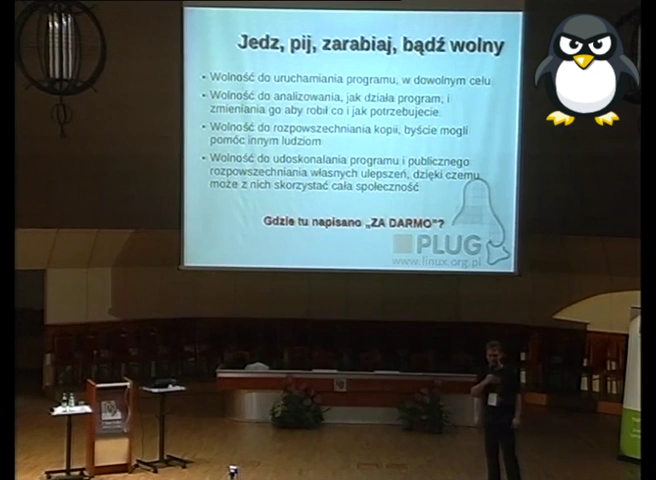 Jedz, pij, zarabiaj, bądź wolny
• Wolność do uruchamiania programu, w dowolnym celu
• Wolność do analizowania, jak działa program, i
zmieniania go aby robił co i jak potrzebujecie
• Wolność do rozpowszechniania kopii, byście mogli
pomóc innym ludziom
• Wolność do udoskonalania programu i publicznego
rozpowszechniania własnych ulepszeń, dzięki czemu
może z nich skorzystać cała społeczność
Gdzie tu napisano „ZA DARMO"?
PLUG
www.linux.org.pl